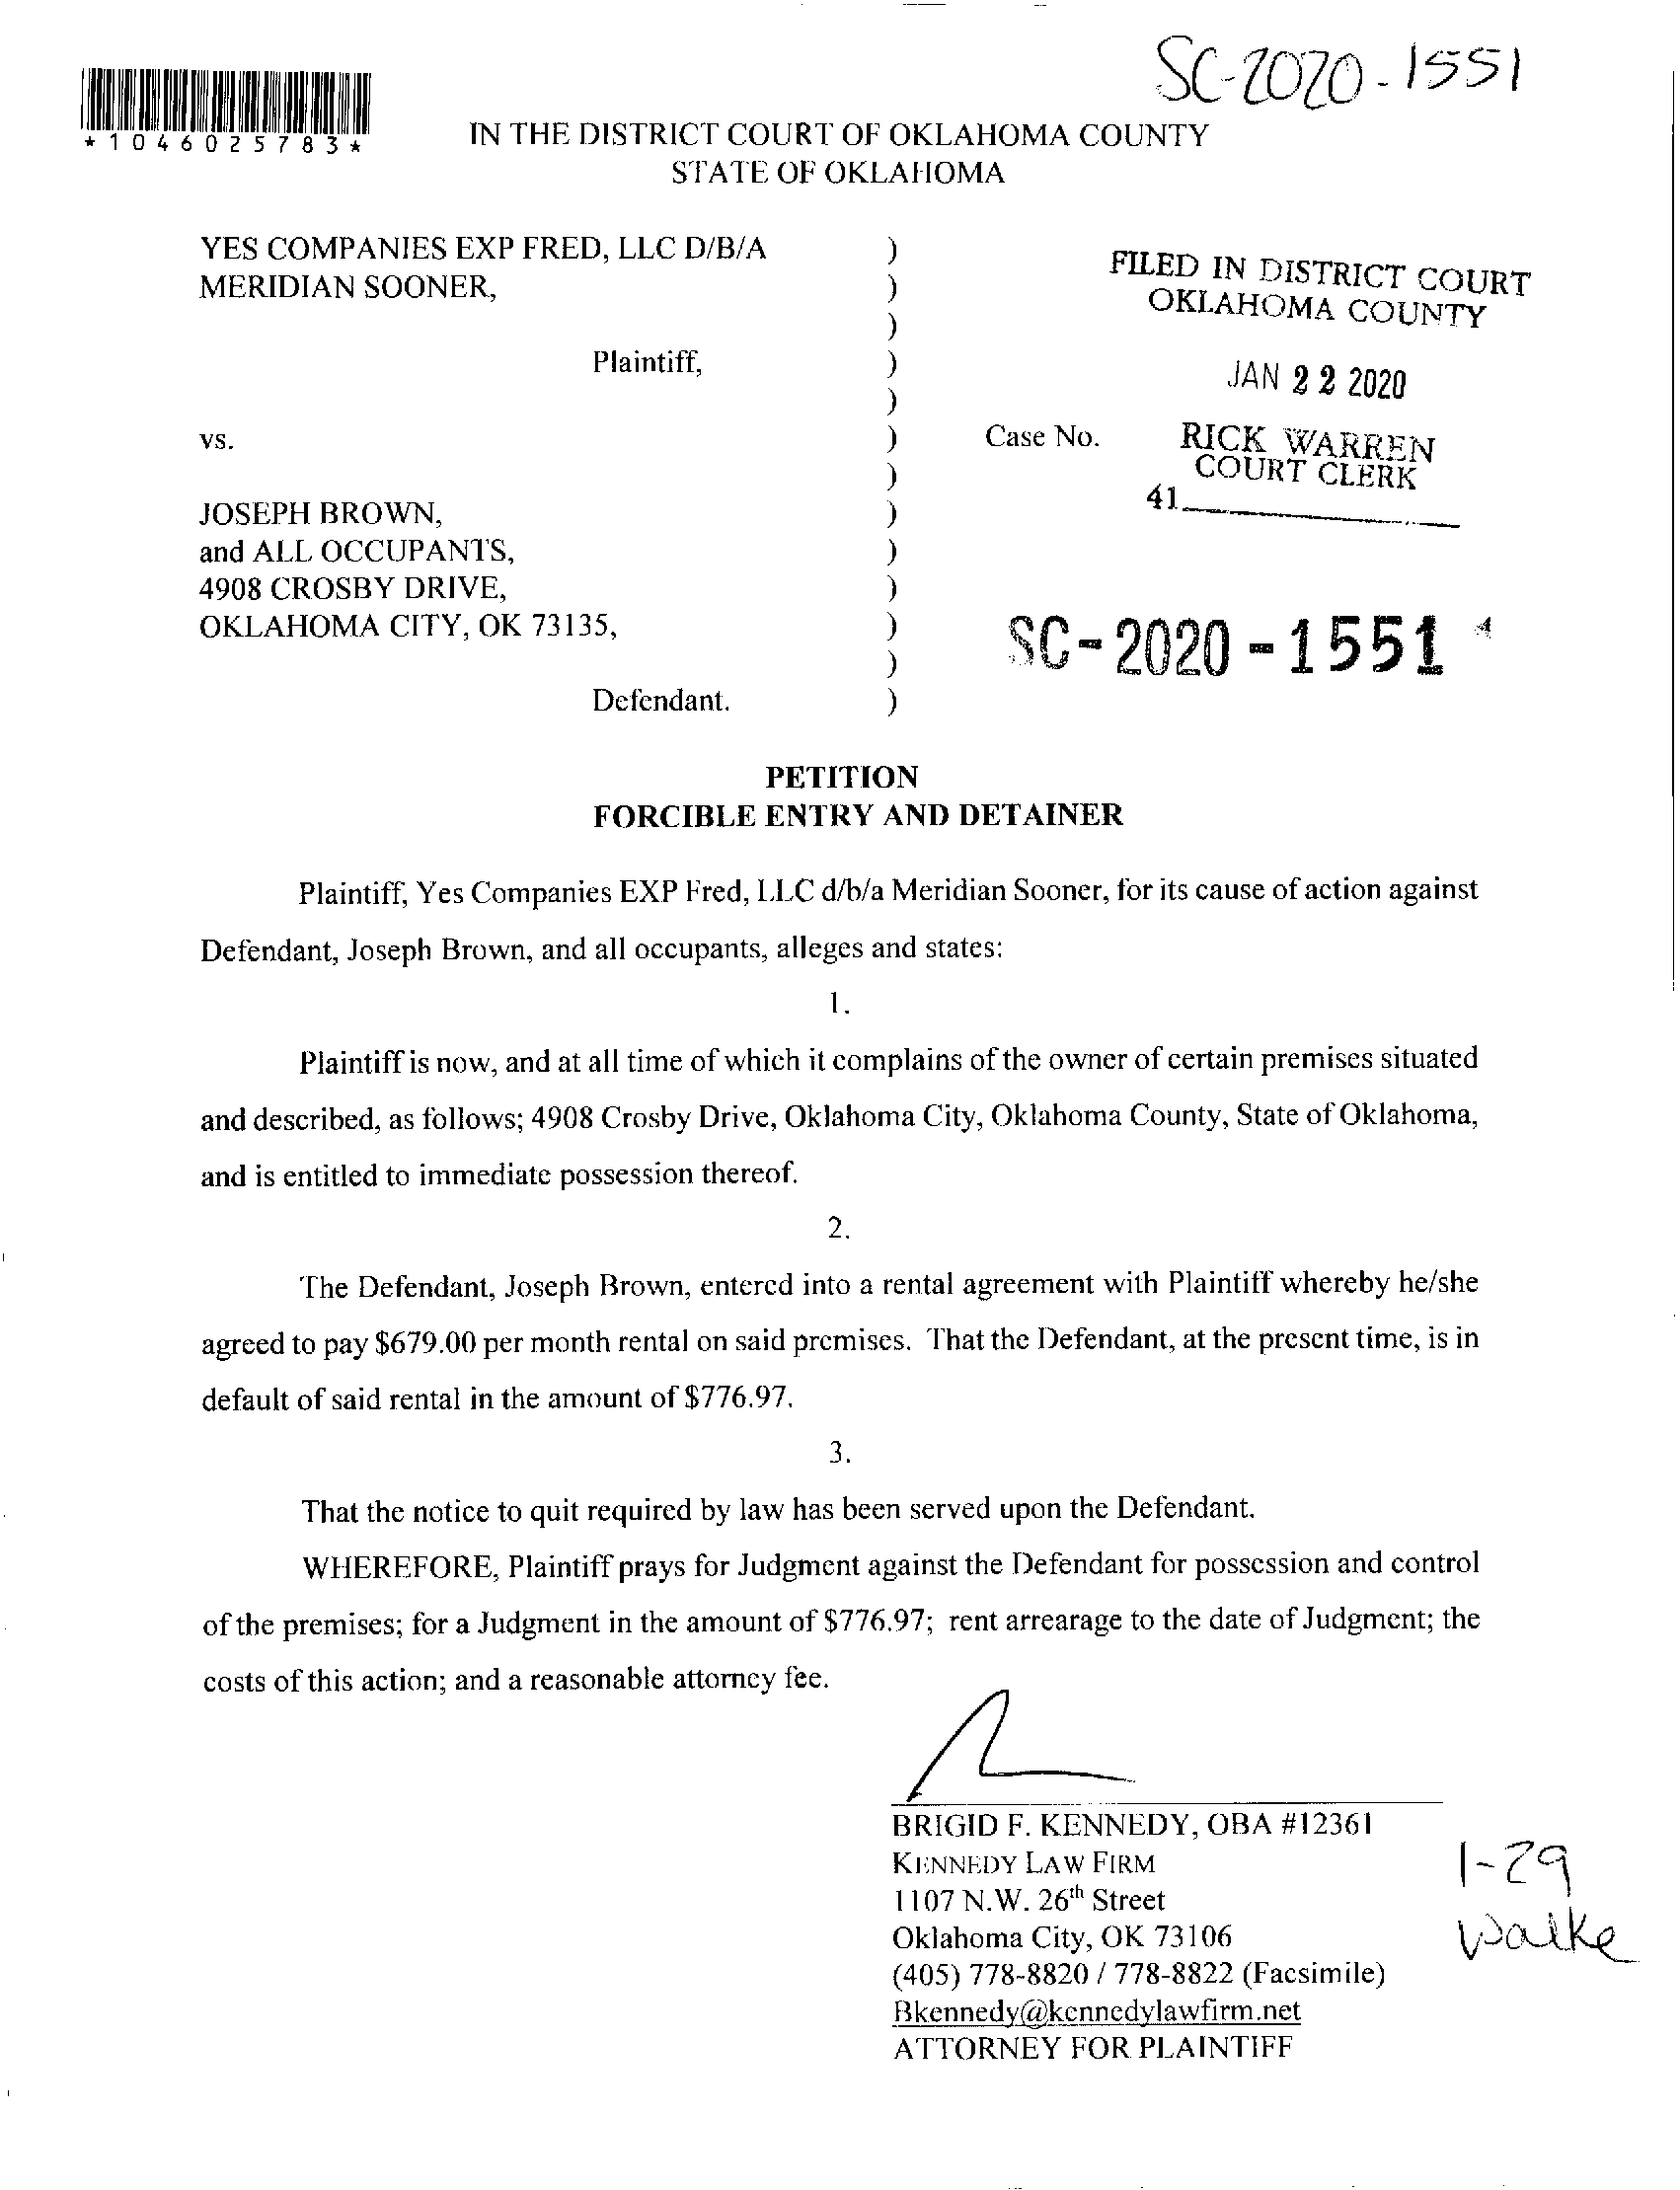 SC-2020-1551
*1046025783*
IN THE DISTRICT COURT OF OKLAHOMA COUNTY
STATE OF OKLAHOMA
YES COMPANIES EXP FRED, LLC D/B/A )
MERIDIAN SOONER, )
)
Plaintiff, )
)
vs. )
)
JOSEPH BROWN, )
and ALL OCCUPANTS, )
4908 CROSBY DRIVE, )
OKLAHOMA CITY, OK 73135, )
)
Defendant. )
FILED IN DISTRICT COURT
OKLAHOMA COUNTY
JAN 22 2020
Case No.
RICK WARREN
COURT CLERK
41
SC-2020-1551
PETITION
FORCIBLE ENTRY AND DETAINER
Plaintiff, Yes Companies EXP Fred, LLC d/b/a Meridian Sooner, for its cause of action against
Defendant, Joseph Brown, and all occupants, alleges and states:
1.
Plaintiff is now, and at all time of which it complains of the owner of certain premises situated
and described, as follows; 4908 Crosby Drive, Oklahoma City, Oklahoma County, State of Oklahoma,
and is entitled to immediate possession thereof.
2.
The Defendant, Joseph Brown, entered into a rental agreement with Plaintiff whereby he/she
agreed to pay $679.00 per month rental on said premises. That the Defendant, at the present time, is in
default of said rental in the amount of $776.97.
3.
That the notice to quit required by law has been served upon the Defendant.
WHEREFORE, Plaintiff prays for Judgment against the Defendant for possession and control
of the premises; for a Judgment in the amount of $776.97; rent arrearage to the date of Judgment; the
costs of this action; and a reasonable attorney fee.
BRIGID F. KENNEDY, OBA #12361
KENNEDY LAW FIRM
1107 N.W. 26th Street
Oklahoma City, OK 73106
(405) 778-8820 / 778-8822 (Facsimile)
Bkennedy@kennedylawfirm.net
ATTORNEY FOR PLAINTIFF
1-29
Walke